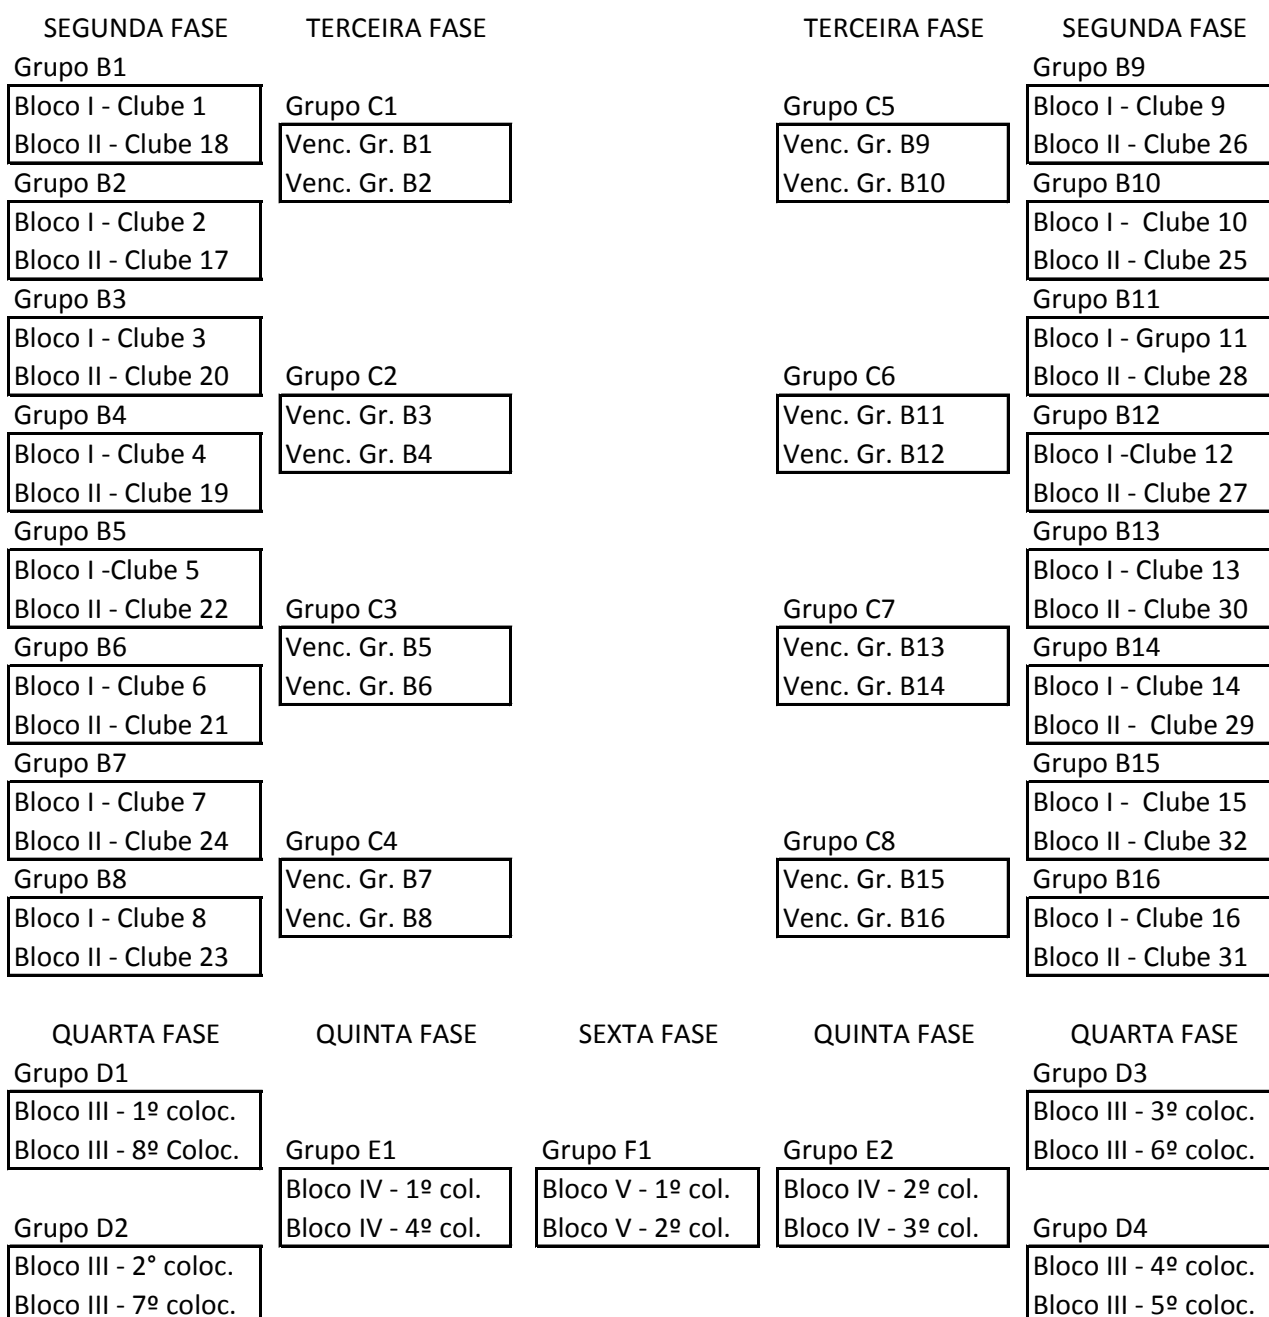 SEGUNDA FASE
Grupo B1
Bloco I - Clube 1
Bloco II - Clube 18
Grupo B2
Bloco I - Clube 2
Bloco II - Clube 17
Grupo B3
Bloco I - Clube 3
Bloco II - Clube 20
Grupo B4
Bloco I - Clube 4
Bloco II - Clube 19
Grupo B5
Bloco I -Clube 5
Bloco II - Clube 22
Grupo B6
Bloco I - Clube 6
Bloco II - Clube 21
Grupo B7
Bloco I - Clube 7
Bloco II - Clube 24
Grupo B8
Bloco I - Clube 8
Bloco II - Clube 23
TERCEIRA FASE
Grupo C1
Venc. Gr. B1
Venc. Gr. B2
Grupo C2
Venc. Gr. B3
Venc. Gr. B4
Grupo C3
Venc. Gr. B5
Venc. Gr. B6
Grupo C4
Venc. Gr. B7
Venc. Gr. B8
TERCEIRA FASE
Grupo C5
Venc. Gr. B9
Venc. Gr. B10
Grupo C6
Venc. Gr. B11
Venc. Gr. B12
Grupo C7
Venc. Gr. B13
Venc. Gr. B14
Grupo C8
Venc. Gr. B15
Venc. Gr. B16
SEGUNDA FASE
Grupo B9
Bloco I - Clube 9
Bloco II - Clube 26
Grupo B10
Bloco I -  Clube 10
Bloco II - Clube 25
Grupo B11
Bloco I - Grupo 11
Bloco II - Clube 28
Grupo B12
Bloco I -Clube 12
Bloco II - Clube 27
Grupo B13
Bloco I - Clube 13
Bloco II - Clube 30
Grupo B14
Bloco I - Clube 14
Bloco II -  Clube 29
Grupo B15
Bloco I -  Clube 15
Bloco II - Clube 32
Grupo B16
Bloco I - Clube 16
Bloco II - Clube 31
QUARTA FASE
Grupo D1
Bloco III - 1º coloc.
Bloco III - 8º Coloc.
Grupo D2
Bloco III - 2° coloc.
Bloco III - 7º coloc.
QUINTA FASE
Grupo E1
Bloco IV - 1º col.
Bloco IV - 4º col.
SEXTA FASE
Grupo F1
Bloco V - 1º col.
Bloco V - 2º col.
QUINTA FASE
Grupo E2
Bloco IV - 2º col.
Bloco IV - 3º col.
QUARTA FASE
Grupo D3
Bloco III - 3º coloc.
Bloco III - 6º coloc.
Grupo D4
Bloco III - 4º coloc.
Bloco III - 5º coloc.